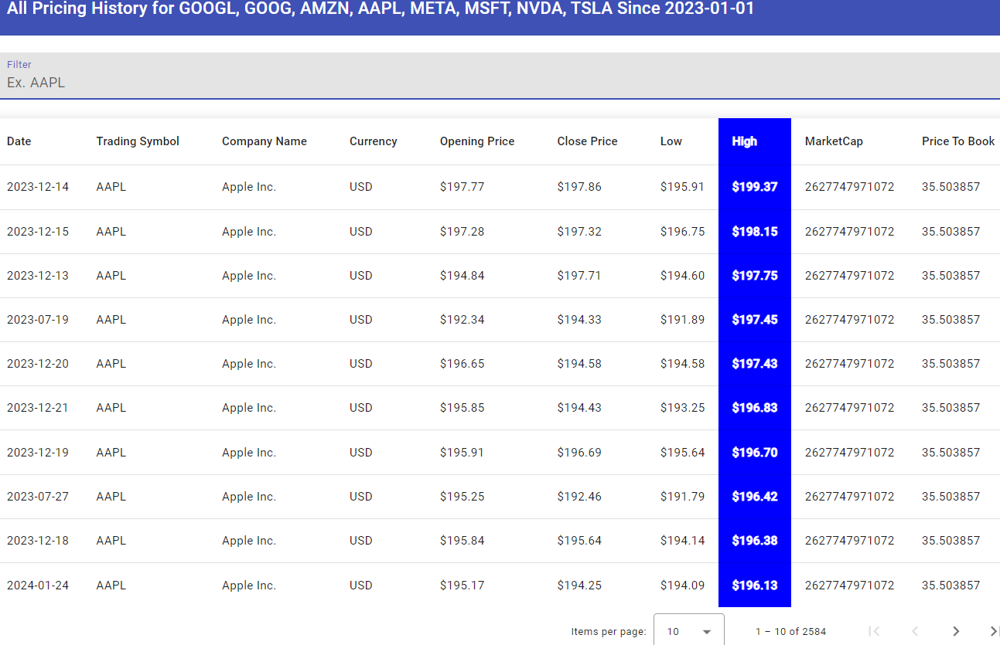 All Pricing History for GOOGL, GOOG, AMZN, AAPL, META, MSFT, NVDA, TSLA Since 2023-01-01
Filter
Ex. AAPL
Date Trading Symbol Company Name Currency Opening Price Close Price Low High MarketCap Price To Book
2023-12-14 AAPL Apple Inc. USD $197.77 $197.86 $195.91 $199.37 2627747971072 35.503857
2023-12-15 AAPL Apple Inc. USD $197.28 $197.32 $196.75 $198.15 2627747971072 35.503857
2023-12-13 AAPL Apple Inc. USD $194.84 $197.71 $194.60 $197.75 2627747971072 35.503857
2023-07-19 AAPL Apple Inc. USD $192.34 $194.33 $191.89 $197.45 2627747971072 35.503857
2023-12-20 AAPL Apple Inc. USD $196.65 $194.58 $194.58 $197.43 2627747971072 35.503857
2023-12-21 AAPL Apple Inc. USD $195.85 $194.43 $193.25 $196.83 2627747971072 35.503857
2023-12-19 AAPL Apple Inc. USD $195.91 $196.69 $195.64 $196.70 2627747971072 35.503857
2023-07-27 AAPL Apple Inc. USD $195.25 $192.46 $191.79 $196.42 2627747971072 35.503857
2023-12-18 AAPL Apple Inc. USD $195.84 $195.64 $194.14 $196.38 2627747971072 35.503857
2024-01-24 AAPL Apple Inc. USD $195.17 $194.25 $194.09 $196.13 2627747971072 35.503857
Items per page: 10 1 – 10 of 2584